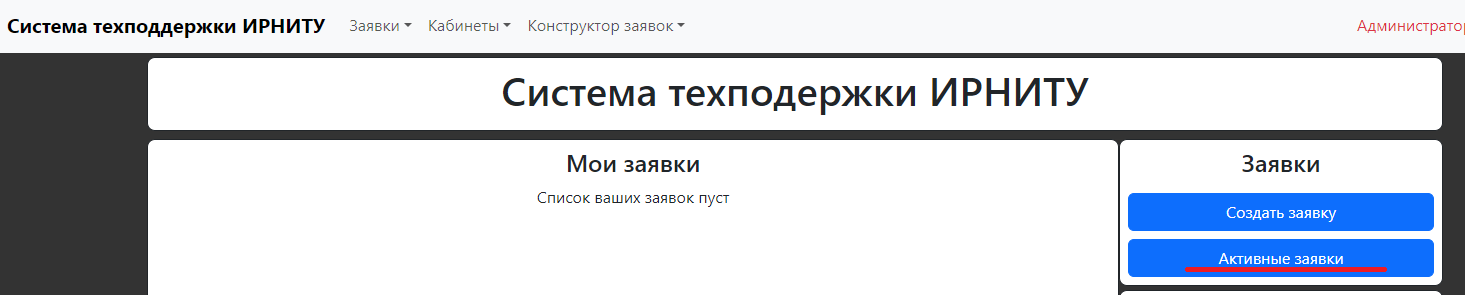 Система техподдержки ИРНИТУ Заявки Кабинеты Конструктор заявок Администратор
Система техподержки ИРНИТУ
Мои заявки
Список ваших заявок пуст
Заявки
Создать заявку
Активные заявки